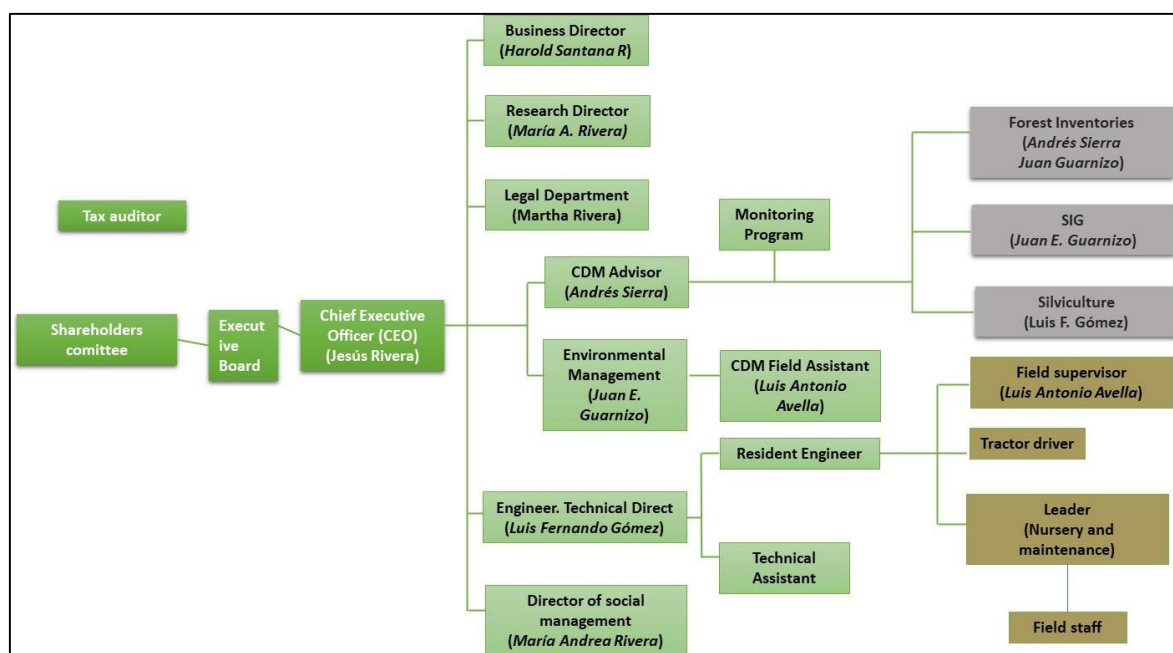 Business Director
(Harold Santana R)
Research Director
(María A. Rivera)
Legal Department
(Martha Rivera)
Tax auditor
Shareholders
comittee
Execut
ive
Board
Chief Executive
Officer (CEO)
(Jesús Rivera)
CDM Advisor
(Andrés Sierra)
Monitoring
Program
Forest Inventories
(Andrés Sierra
Juan Guarnizo)
SIG
(Juan E. Guarnizo)
Silviculture
(Luis F. Gómez)
Environmental
Management
(Juan E.
Guarnizo)
CDM Field Assistant
(Luis Antonio
Avella)
Field supervisor
(Luis Antonio Avella)
Resident Engineer
Tractor driver
Engineer. Technical Direct
(Luis Fernando Gómez)
Leader
(Nursery and
maintenance)
Technical
Assistant
Field staff
Director of social
management
(María Andrea Rivera)